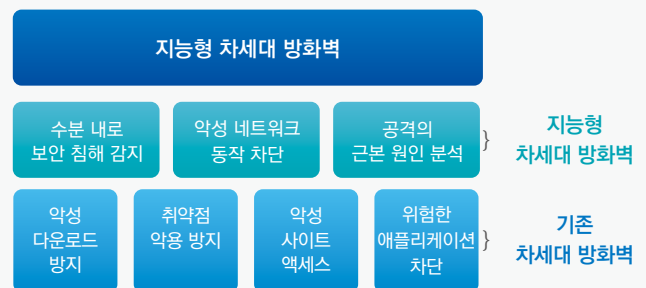 지능형 차세대 방화벽
수분 내로
보안 침해 감지
악성 네트워크
동작 차단
공격의
근본 원인 분석
}
지능형
차세대 방화벽
악성
다운로드
방지
취약점
악용 방지
악성
사이트
액세스
위험한
애플리케이션
차단
}
기존
차세대 방화벽